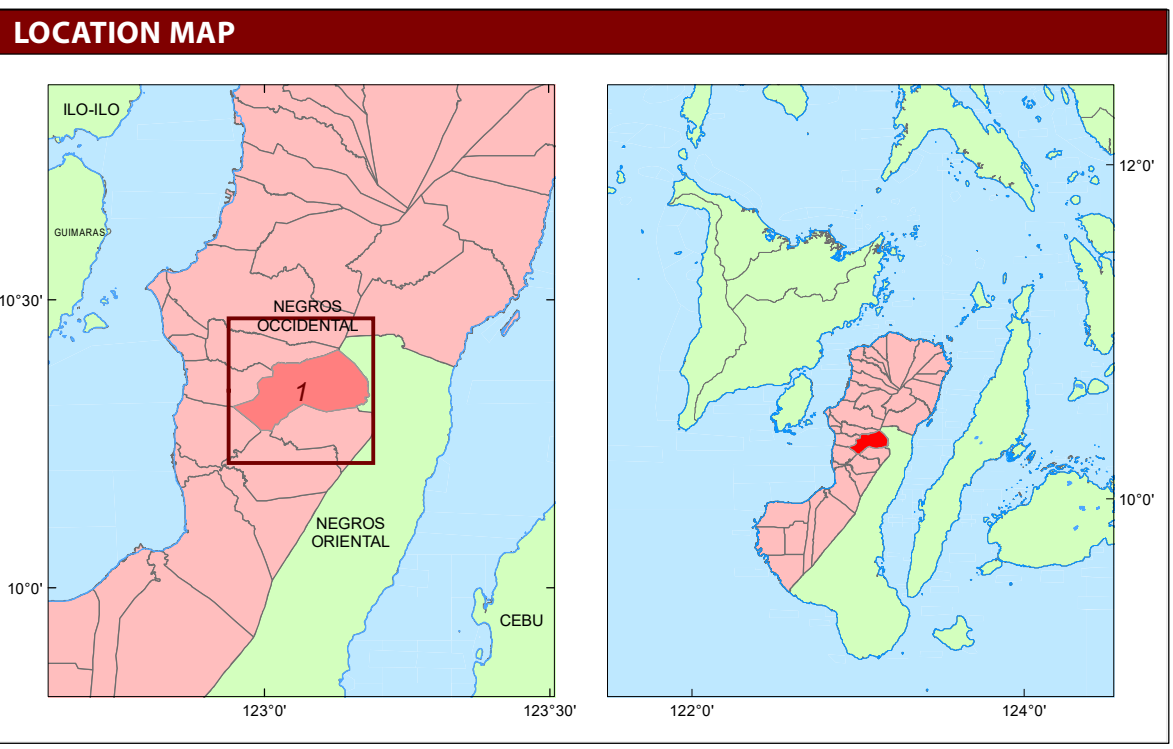 LOCATION MAP
ILO-ILO
GUIMARAS
10°30'
NEGROS
OCCIDENTAL
1
NEGROS
ORIENTAL
10°0'
CEBU
123°0'
123°30'
12°0'
10°0'
122°0'
124°0'